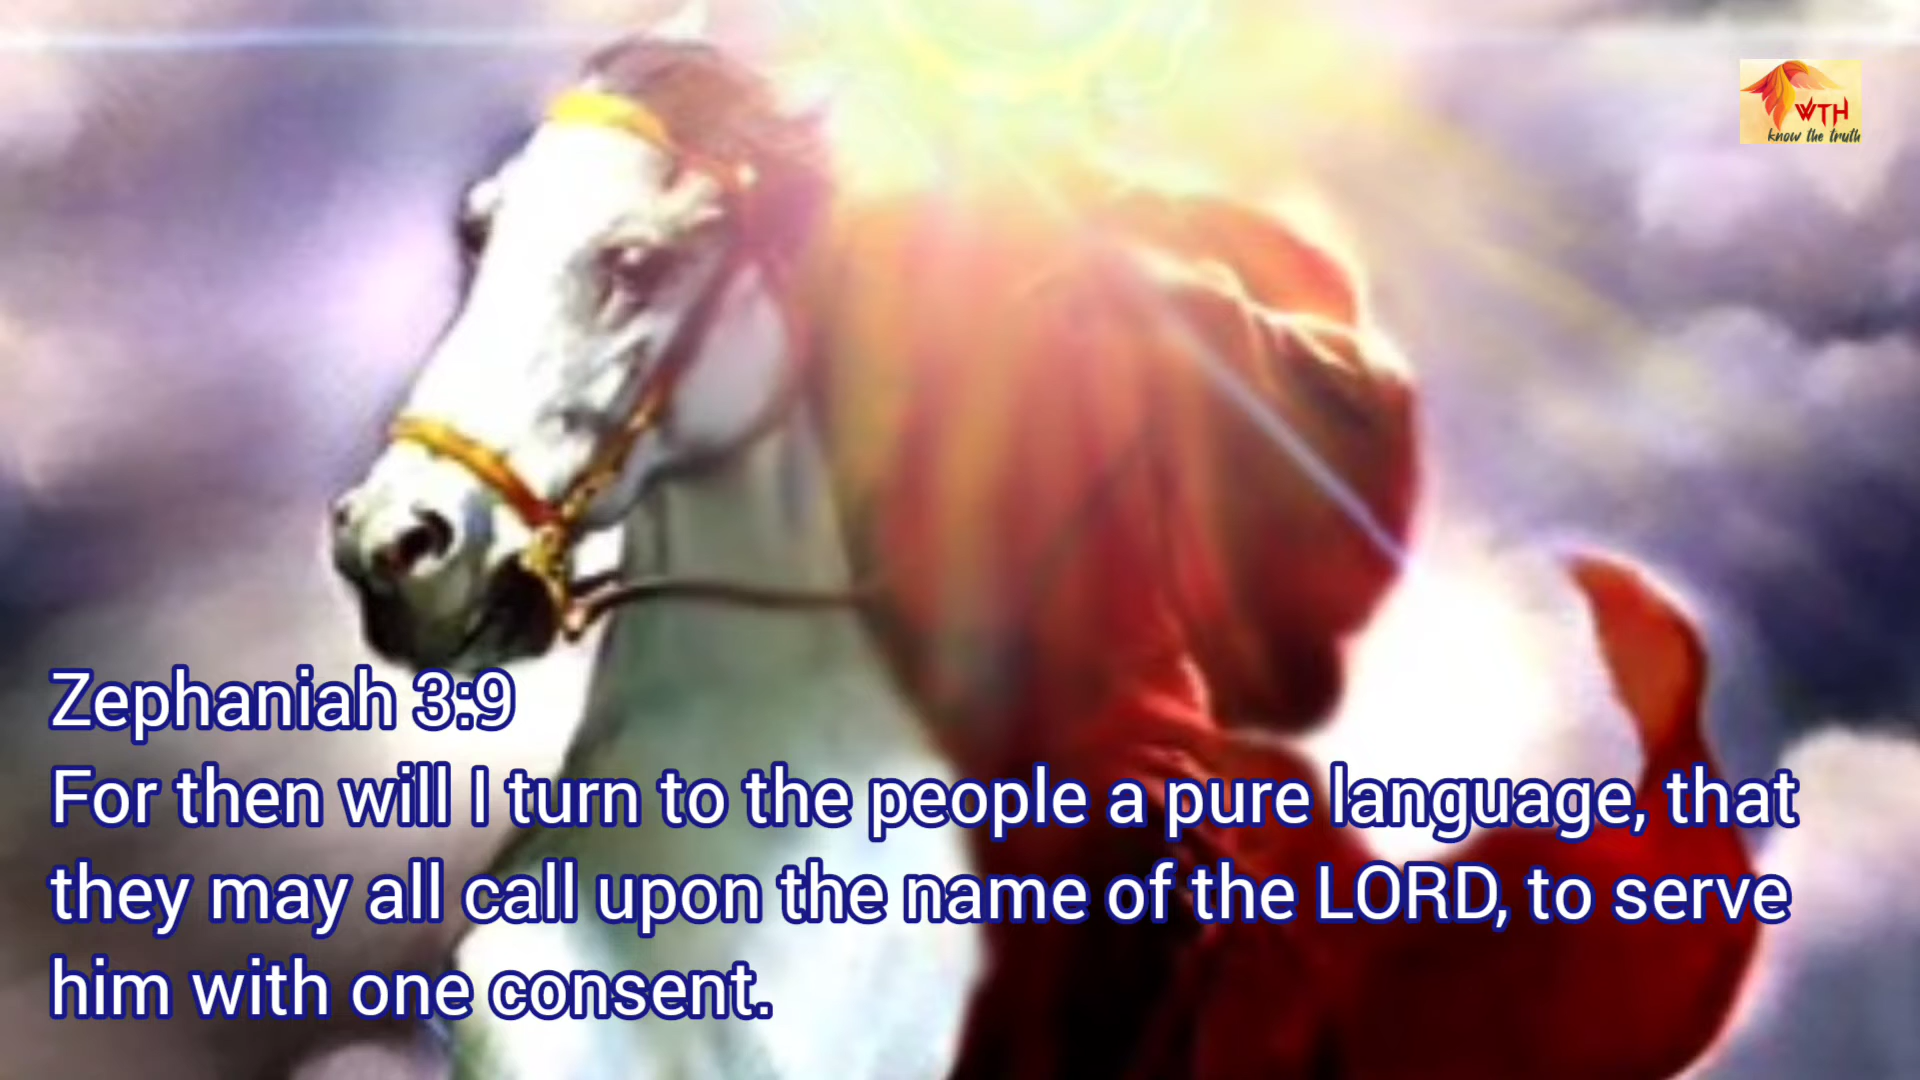 WTH
know the truth
Zephaniah 3:9
For then will I turn to the people a pure language, that
they may all call upon the name of the LORD, to serve
him with one consent.